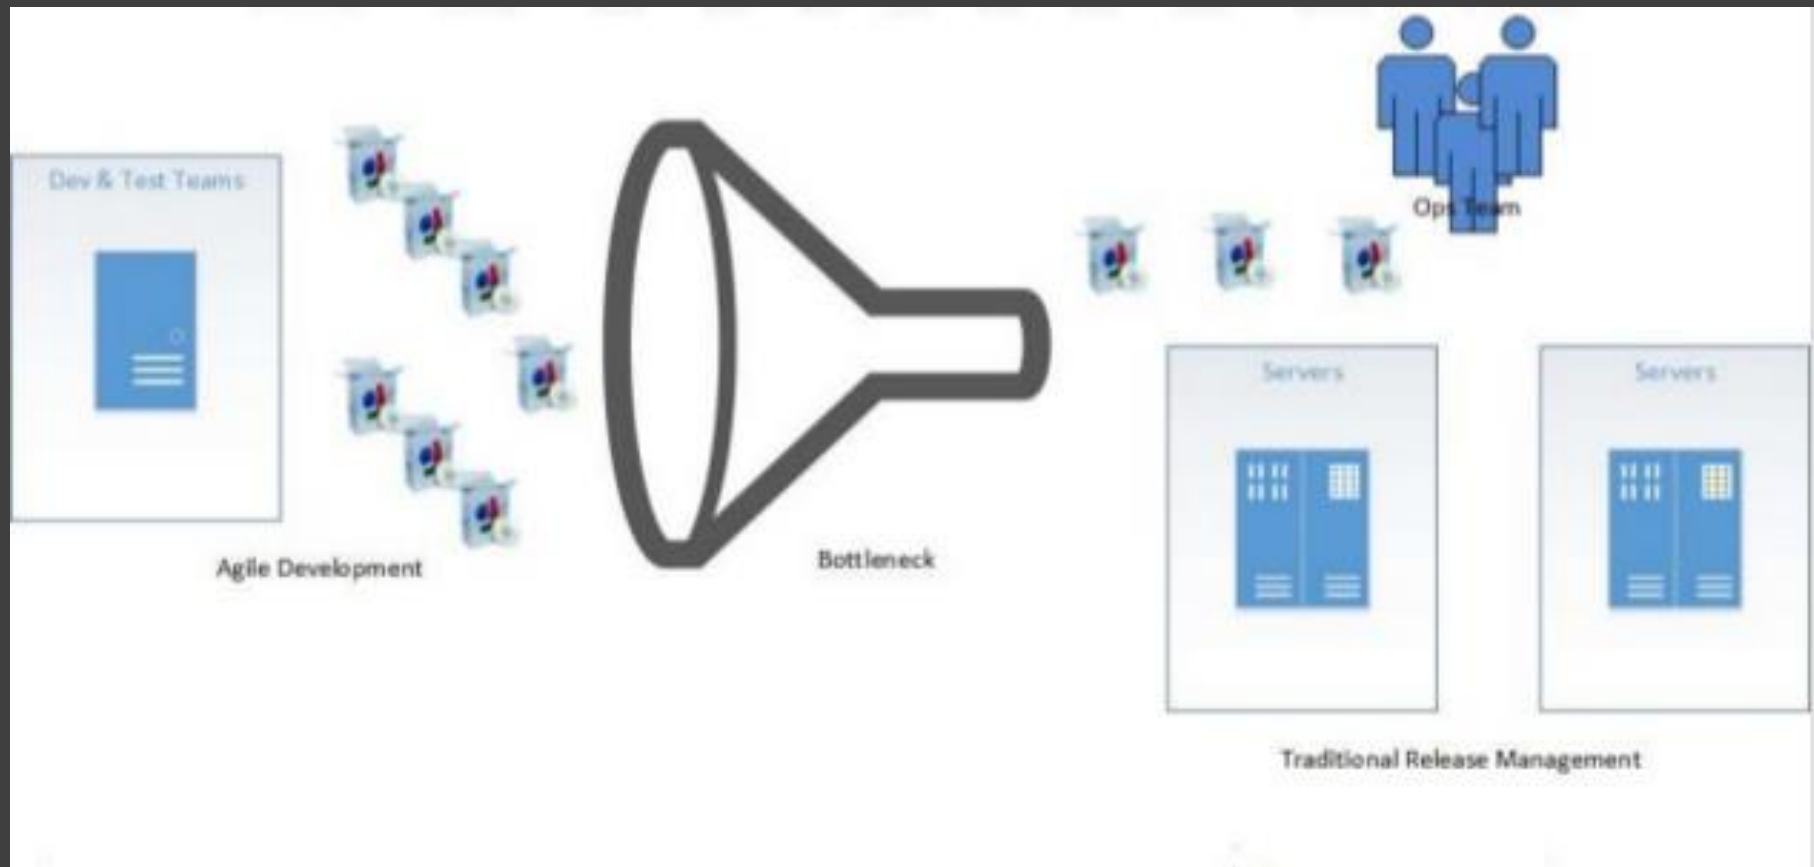 Dev & Test Teams
Agile Development
Bottleneck
Ops Team
Servers
Servers
Traditional Release Management